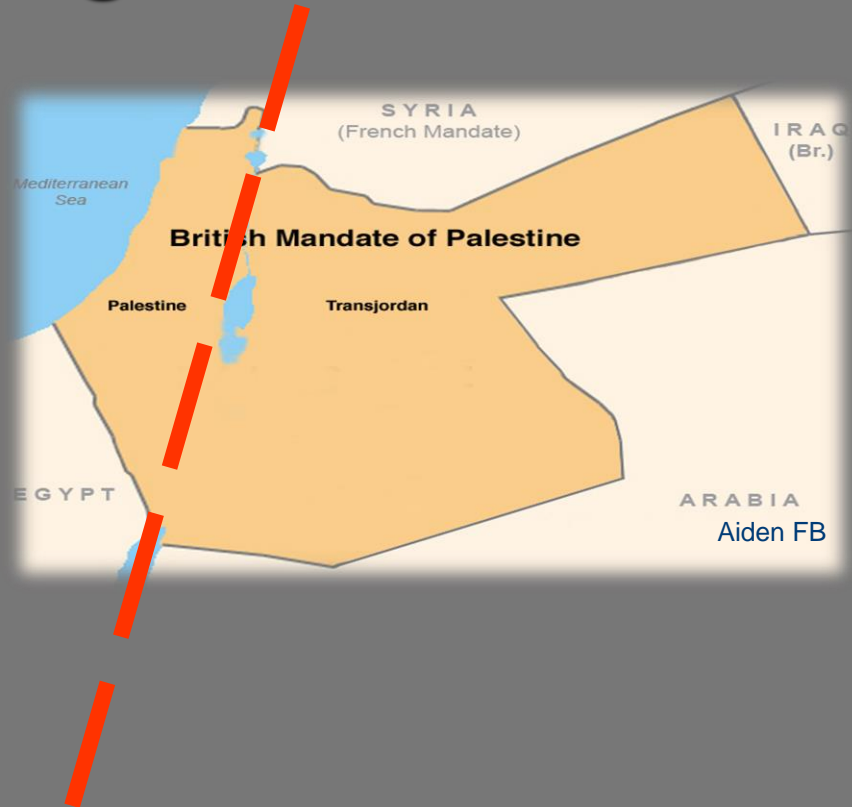 SYRIA
(French Mandate)
IRAQ
(Br.)
Mediterranean
Sea
British Mandate of Palestine
Palestine
Transjordan
EGYPT
ARABIA
Aiden FB